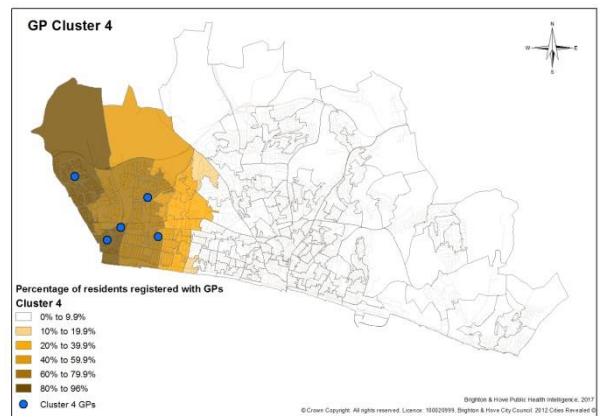 GP Cluster 4
N
W
E
S
Percentage of residents registered with GPs
Cluster 4
0% to 9.9%
10% to 19.9%
20% to 39.9%
40% to 59.9%
60% to 79.9%
80% to 96%
Cluster 4 GPs
Brighton & Hove Public Health Intelligence, 2017
© Crown Copyright. All rights reserved. Licence: 100020999, Brighton & Hove City Council. 2012 Cities Revealed ©